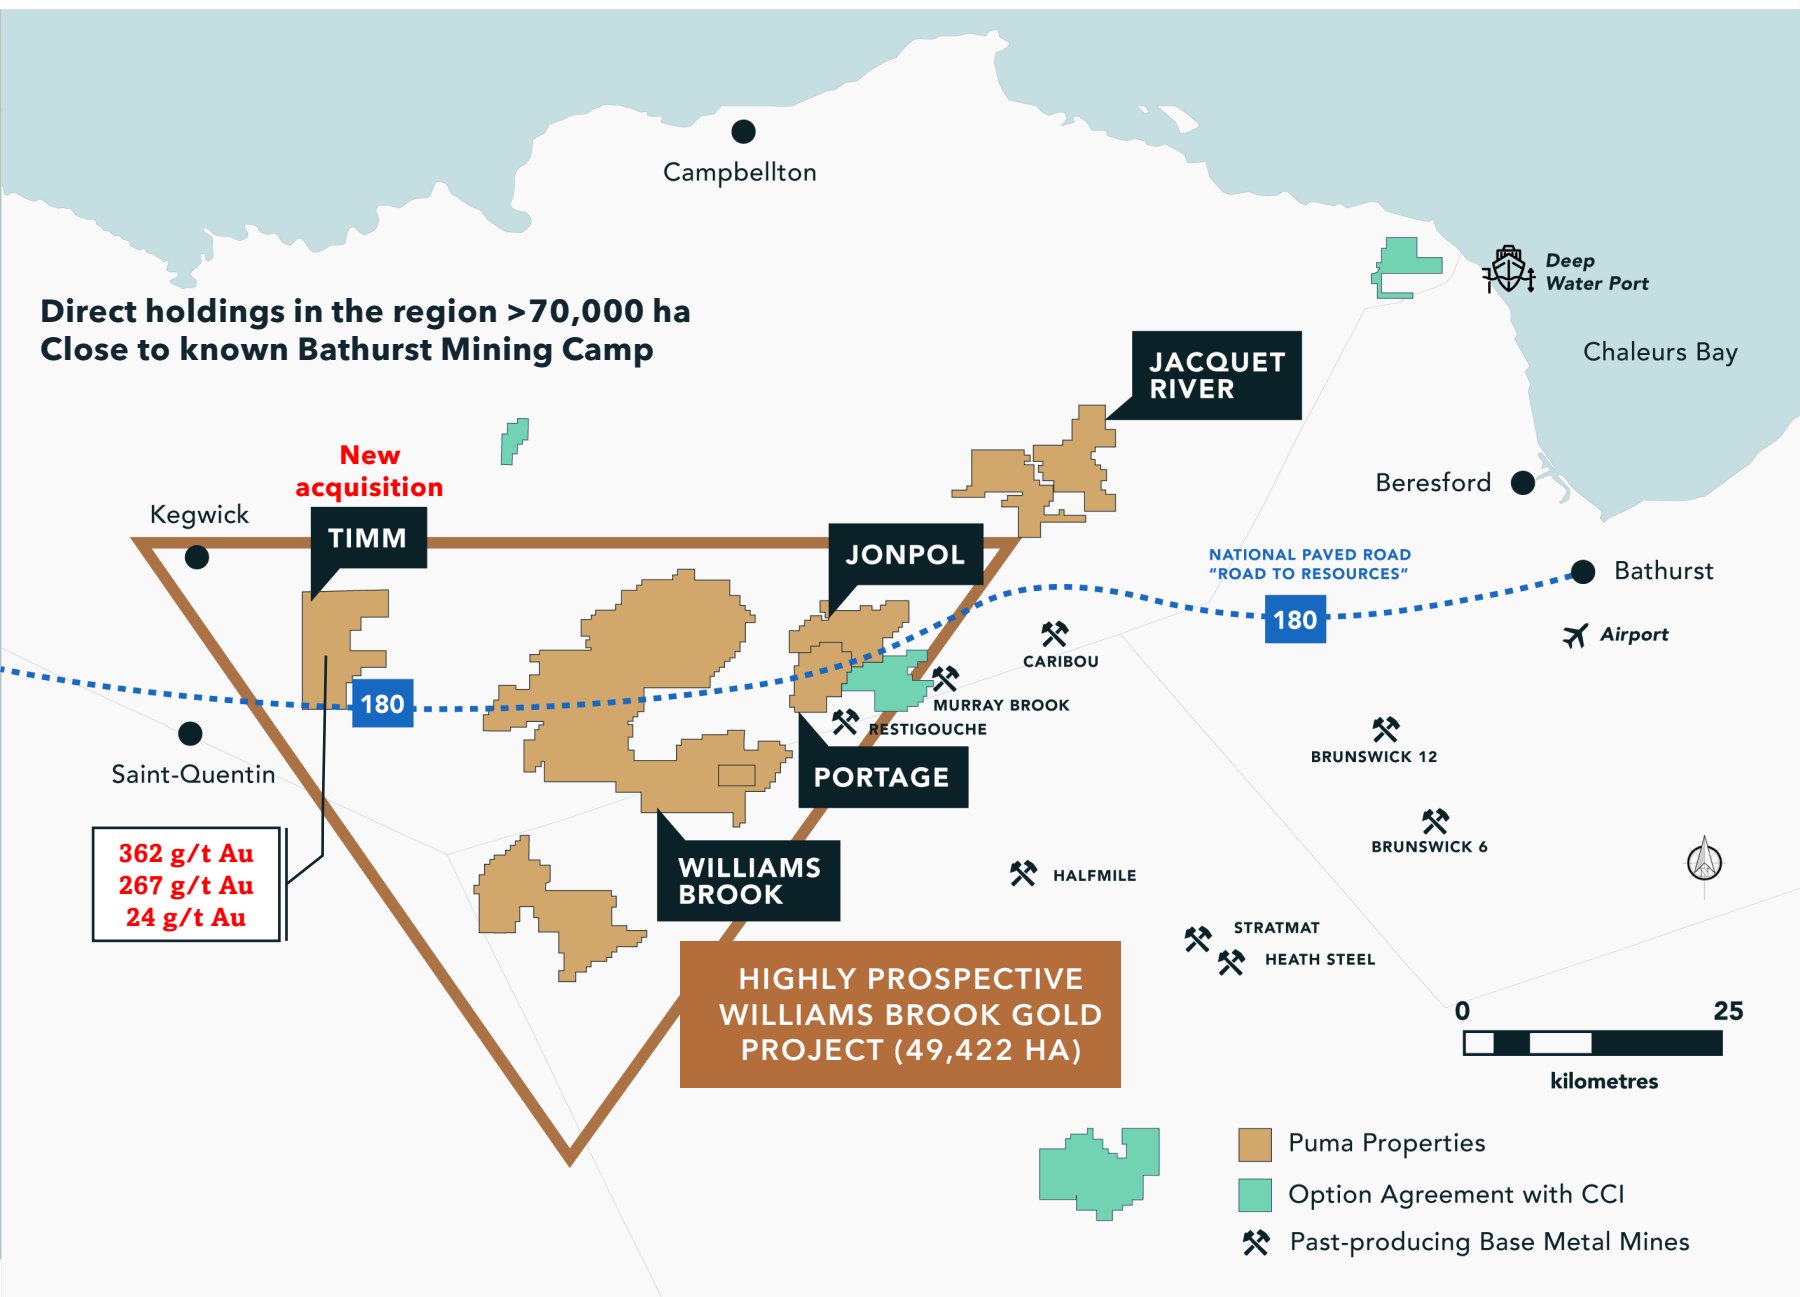 Campbellton
Deep
Water Port
Direct holdings in the region >70,000 ha
Close to known Bathurst Mining Camp
Chaleurs Bay
JACQUET
RIVER
New
acquisition
Kegwick
TIMM
JONPOL
Beresford
NATIONAL PAVED ROAD
“ROAD TO RESOURCES”
Bathurst
180
Airport
CARIBOU
180
MURRAY BROOK
RESTIGOUCHE
Saint-Quentin
PORTAGE
BRUNSWICK 12
BRUNSWICK 6
362 g/t Au
267 g/t Au
24 g/t Au
WILLIAMS
BROOK
HALFMILE
STRATMAT
HEATH STEEL
HIGHLY PROSPECTIVE
WILLIAMS BROOK GOLD
PROJECT (49,422 HA)
0 25
kilometres
Puma Properties
Option Agreement with CCI
Past-producing Base Metal Mines